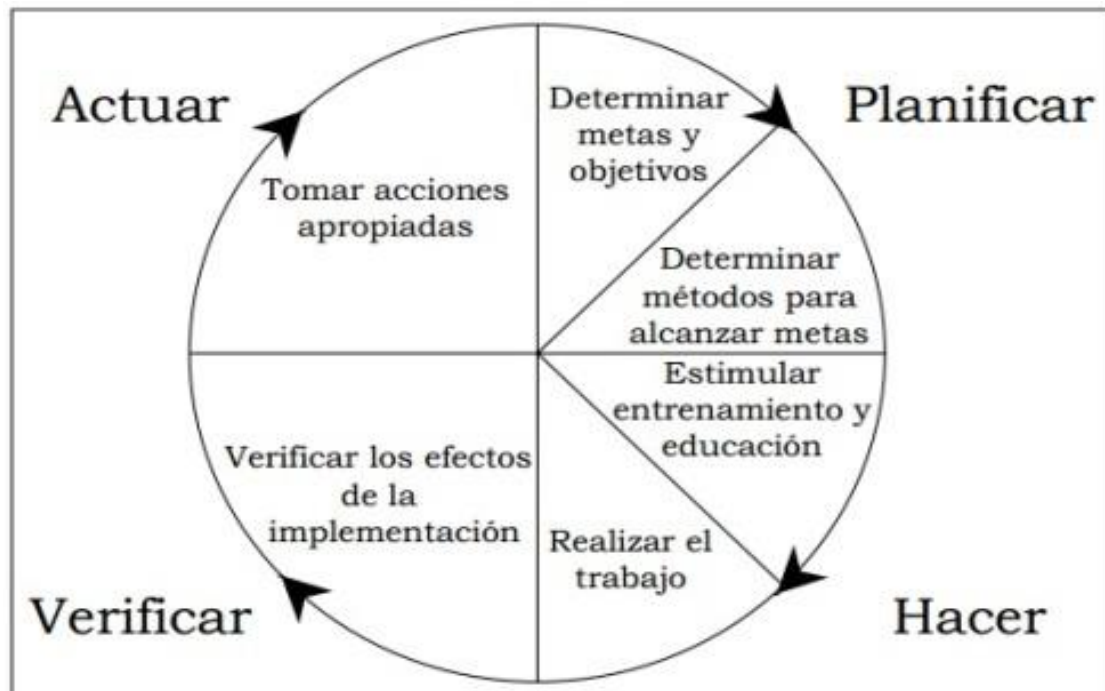 Actuar
Planificar
Determinar
metas y
objetivos
Tomar acciones
apropiadas
Determinar
métodos para
alcanzar metas
Estimular
entrenamiento y
educación
Verificar los efectos
de la
implementación
Realizar el
trabajo
Verificar
Hacer